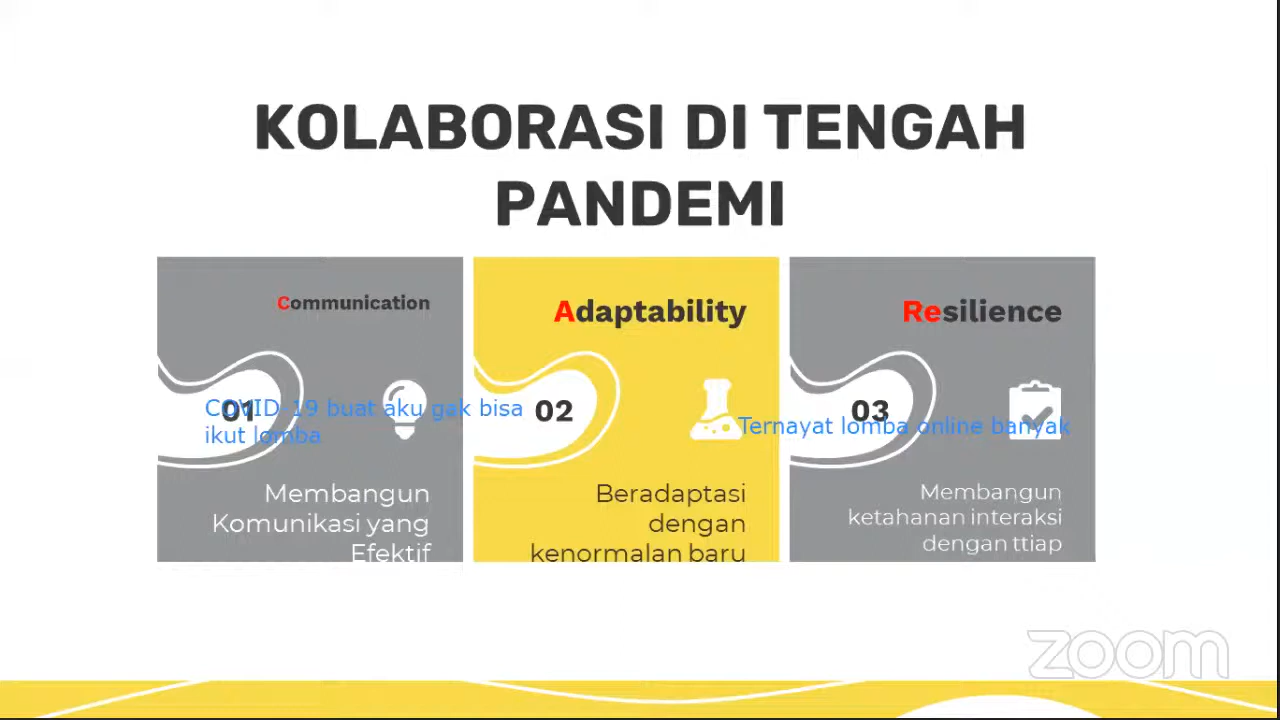 KOLABORASI DI TENGAH
PANDEMI
Communication
01
Membangun
Komunikasi yang
Efektif
Adaptability
02
Beradaptasi
dengan
kenormalan baru
Resilience
03
Membangun
ketahanan interaksi
dengan ttiap
COVID-19 buat aku gak bisa
ikut lomba
Ternayat lomba online banyak
zoom